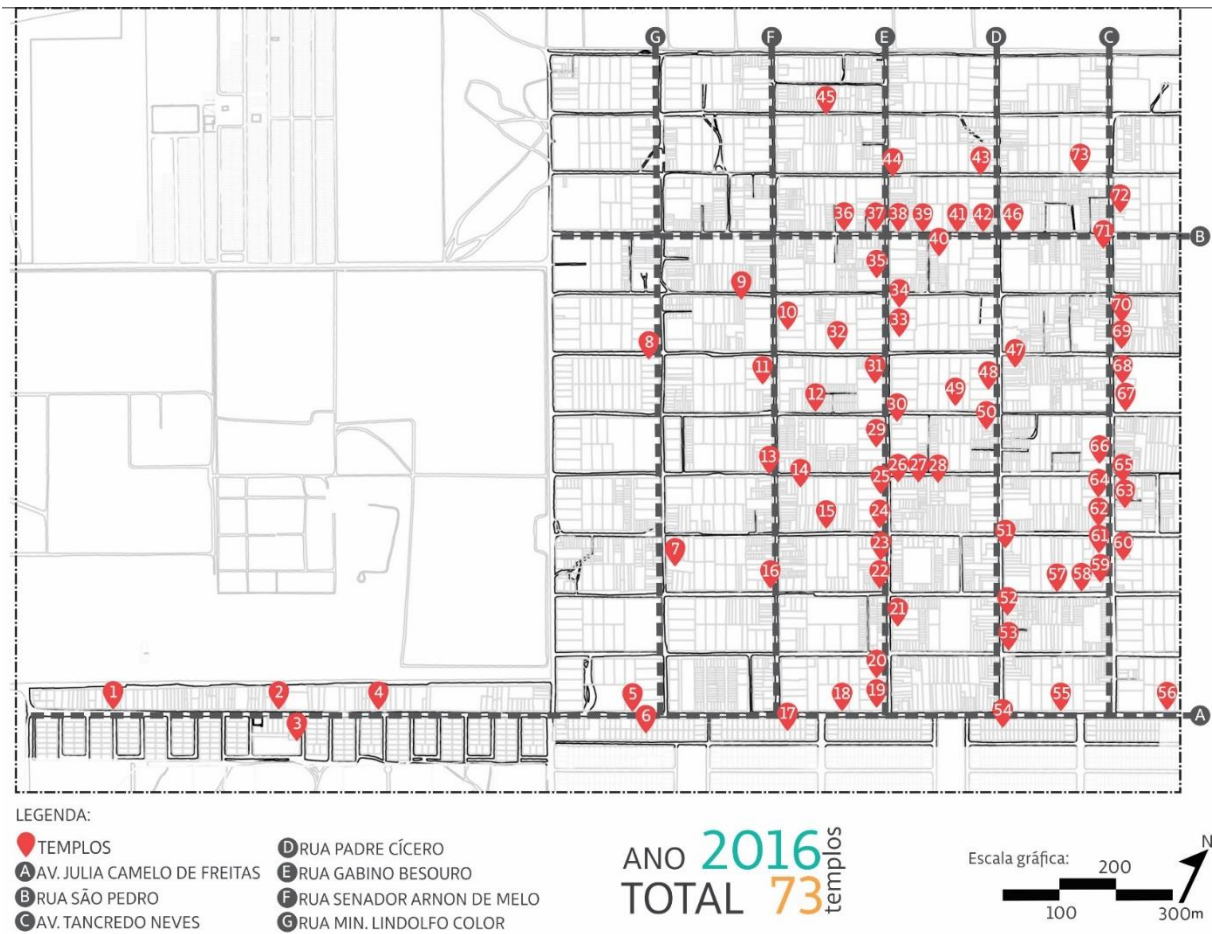 G F E D C
45
44 43 73
72
36 37 38 39 41 42 46
71 B
40
35
9 34
10 33 70
32 69
8 47
11 31 48 68
12 49 67
30 50
29
66
13 14 25 26 27 28 65
64 63
15 24 62
51 61
7 23 60
16 22 57 58 59
21 52
53
20
1 2 4 5 18 19 55 56
3 6 17 54 A
LEGENDA:
TEMPLOS
A AV. JULIA CAMELO DE FREITAS
B RUA SÃO PEDRO
C AV. TANCREDO NEVES
D RUA PADRE CÍCERO
E RUA GABINO BESOURO
F RUA SENADOR ARNON DE MELO
G RUA MIN. LINDOLFO COLOR
ANO 2016
TOTAL 73
templos
Escala gráfica:
200
100 300m
N